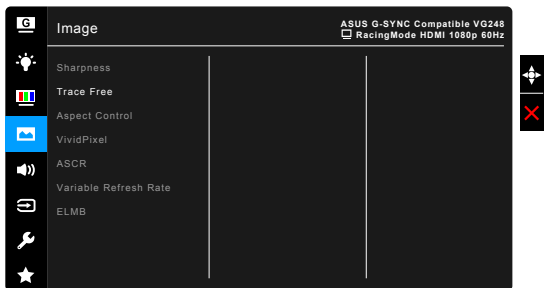 G
Image
ASUS G-SYNC Compatible VG248
RacingMode HDMI 1080p 60Hz
Sharpness
Trace Free
Aspect Control
VividPixel
ASCR
Variable Refresh Rate
ELMB